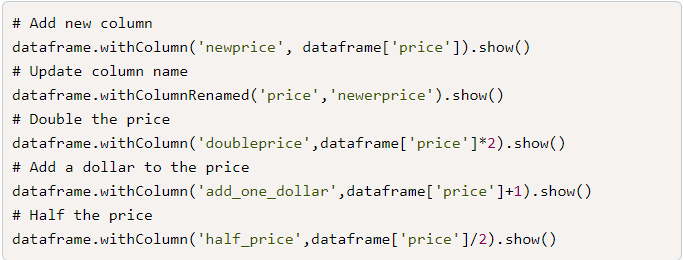 # Add new column
dataframe.withColumn('newprice', dataframe['price']).show()
# Update column name
dataframe.withColumnRenamed('price','newerprice').show()
# Double the price
dataframe.withColumn('doubleprice',dataframe['price']*2).show()
# Add a dollar to the price
dataframe.withColumn('add_one_dollar',dataframe['price']+1).show()
# Half the price
dataframe.withColumn('half_price',dataframe['price']/2).show()